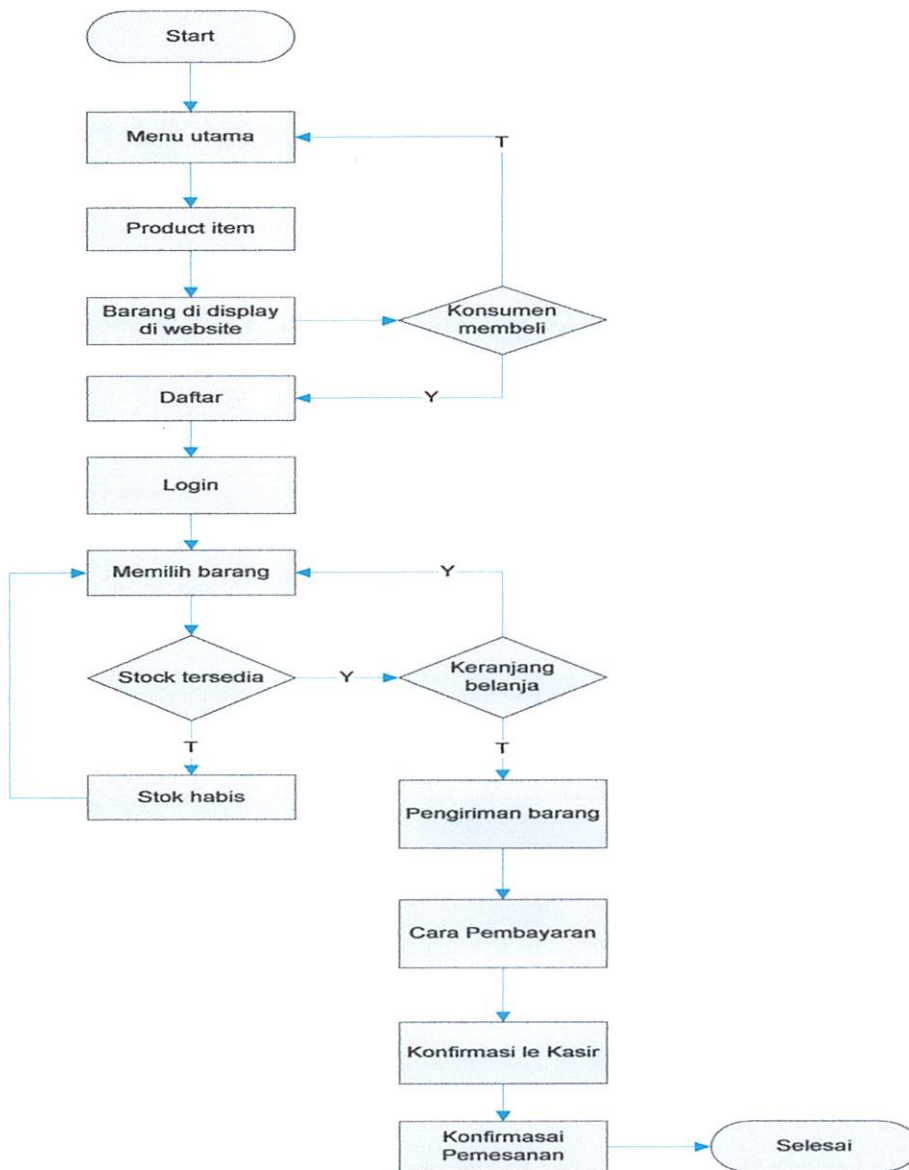 Start
Menu utama
T
Product item
Barang di display
di website
Konsumen
membeli
Daftar
Y
Login
Memilih barang
Y
Stock tersedia
Y
Keranjang
belanja
T
T
Stok habis
Pengiriman barang
Cara Pembayaran
Konfirmasi le Kasir
Konfirmasai
Pemesanan
Selesai